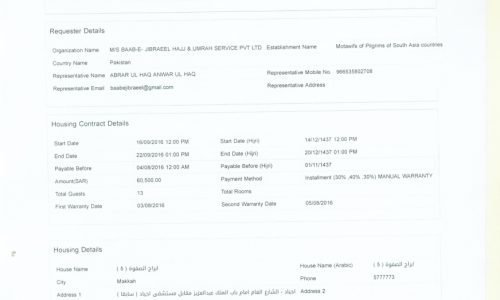 Requester Details
Organization Name M/S BAAB-E- JIBRAEEL HAJJ & UMRAH SERVICE PVT LTD Establishment Name Motawifs of Pilgrims of South Asia countries
Country Name Pakistan
Representative Name ABRAR UL HAQ ANWAR UL HAQ Representative Mobile No. 966535802708
Representative Email baabejibraeel@gmail.com Representative Address
Housing Contract Details
Start Date 16/09/2016 12:00 PM Start Date (Hijri) 14/12/1437 12:00 PM
End Date 22/09/2016 01:00 PM End Date (Hijri) 20/12/1437 01:00 PM
Payable Before 04/08/2016 12:00 AM Payable Before (Hijri) 01/11/1437
Amount(SAR) 60,500.00 Payment Method Installment (30% ,40% ,30%) MANUAL WARRANTY
Total Guests 13 Total Rooms
First Warranty Date 03/08/2016 Second Warranty Date 05/08/2016
Housing Details
House Name ابراج الصفوة ( 5 ) House Name (Arabic) ابراج الصفوة ( 5 )
City Makkah Phone 5777773
Address 1 اجياد - الشارع العام امام باب الملك عبدالعزيز مقابل مستشفى اجياد ( سابقا ) Address 2